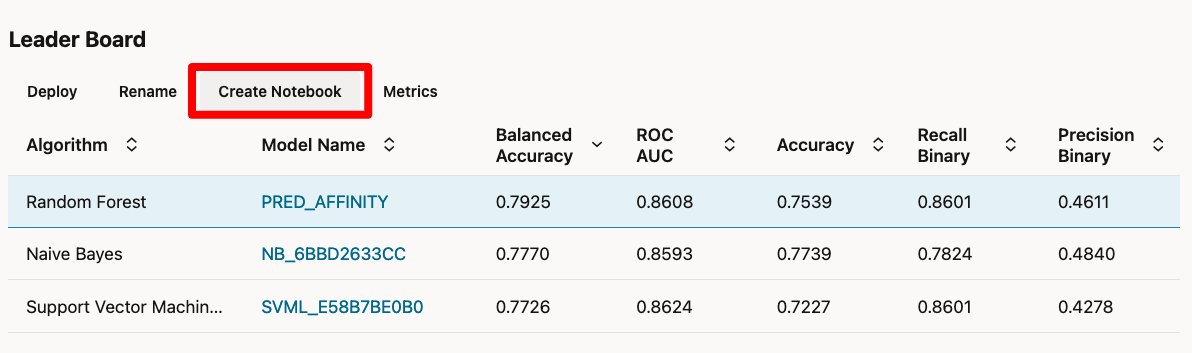 Leader Board
Deploy Rename Create Notebook Metrics
Algorithm Model Name Balanced Accuracy ROC AUC Accuracy Recall Binary Precision Binary
Random Forest PRED_AFFINITY 0.7925 0.8608 0.7539 0.8601 0.4611
Naive Bayes NB_6BBD2633CC 0.7770 0.8593 0.7739 0.7824 0.4840
Support Vector Machin... SVML_E58B7BE0B0 0.7726 0.8624 0.7227 0.8601 0.4278